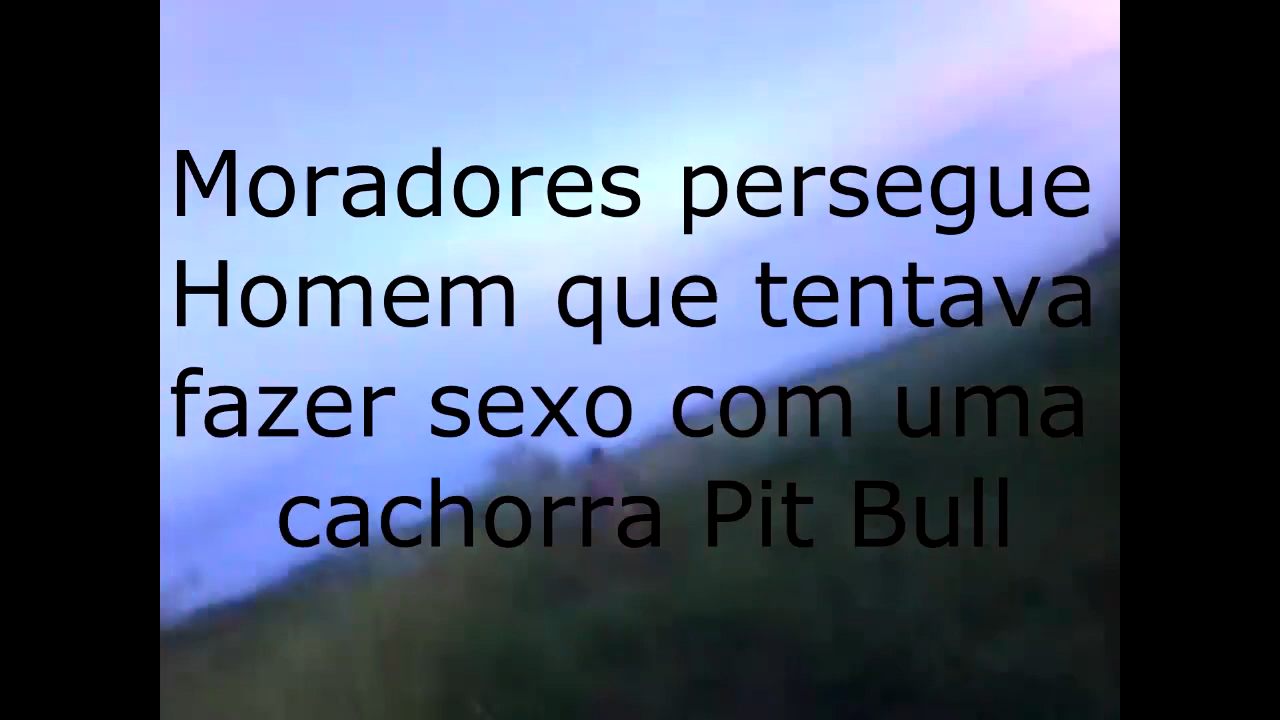 Moradores persegue
Homem que tentava
fazer sexo com uma
cachorra Pit Bull